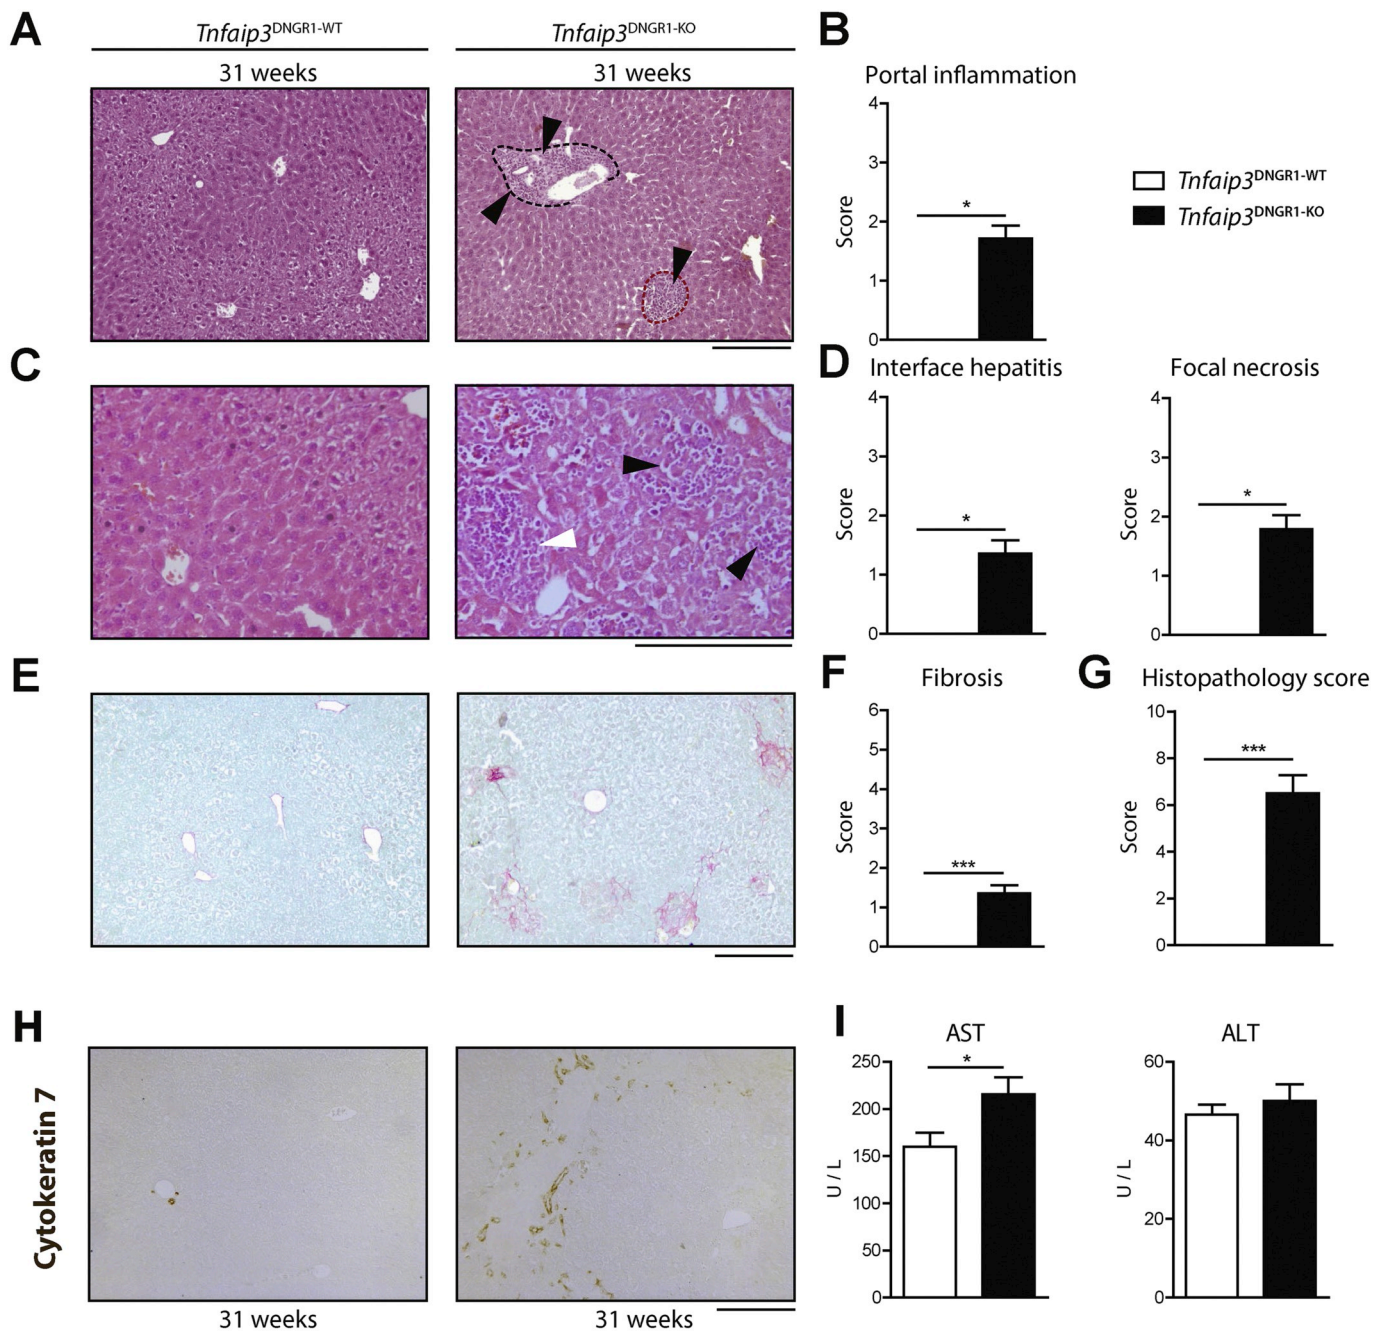 A
Tnfaip3DNGR1-WT
Tnfaip3DNGR1-KO
31 weeks
31 weeks
B
Portal inflammation
4
3
2
1
0
Score
*
Tnfaip3DNGR1-WT
Tnfaip3DNGR1-KO
C
D
Interface hepatitis
4
3
2
1
0
Score
*
Focal necrosis
4
3
2
1
0
Score
*
E
F
Fibrosis
6
5
4
3
2
1
0
Score
***
G
Histopathology score
10
8
6
4
2
0
Score
***
H
Cytokeratin 7
31 weeks
31 weeks
I
AST
250
200
150
100
50
0
U / L
*
ALT
60
40
20
0
U / L